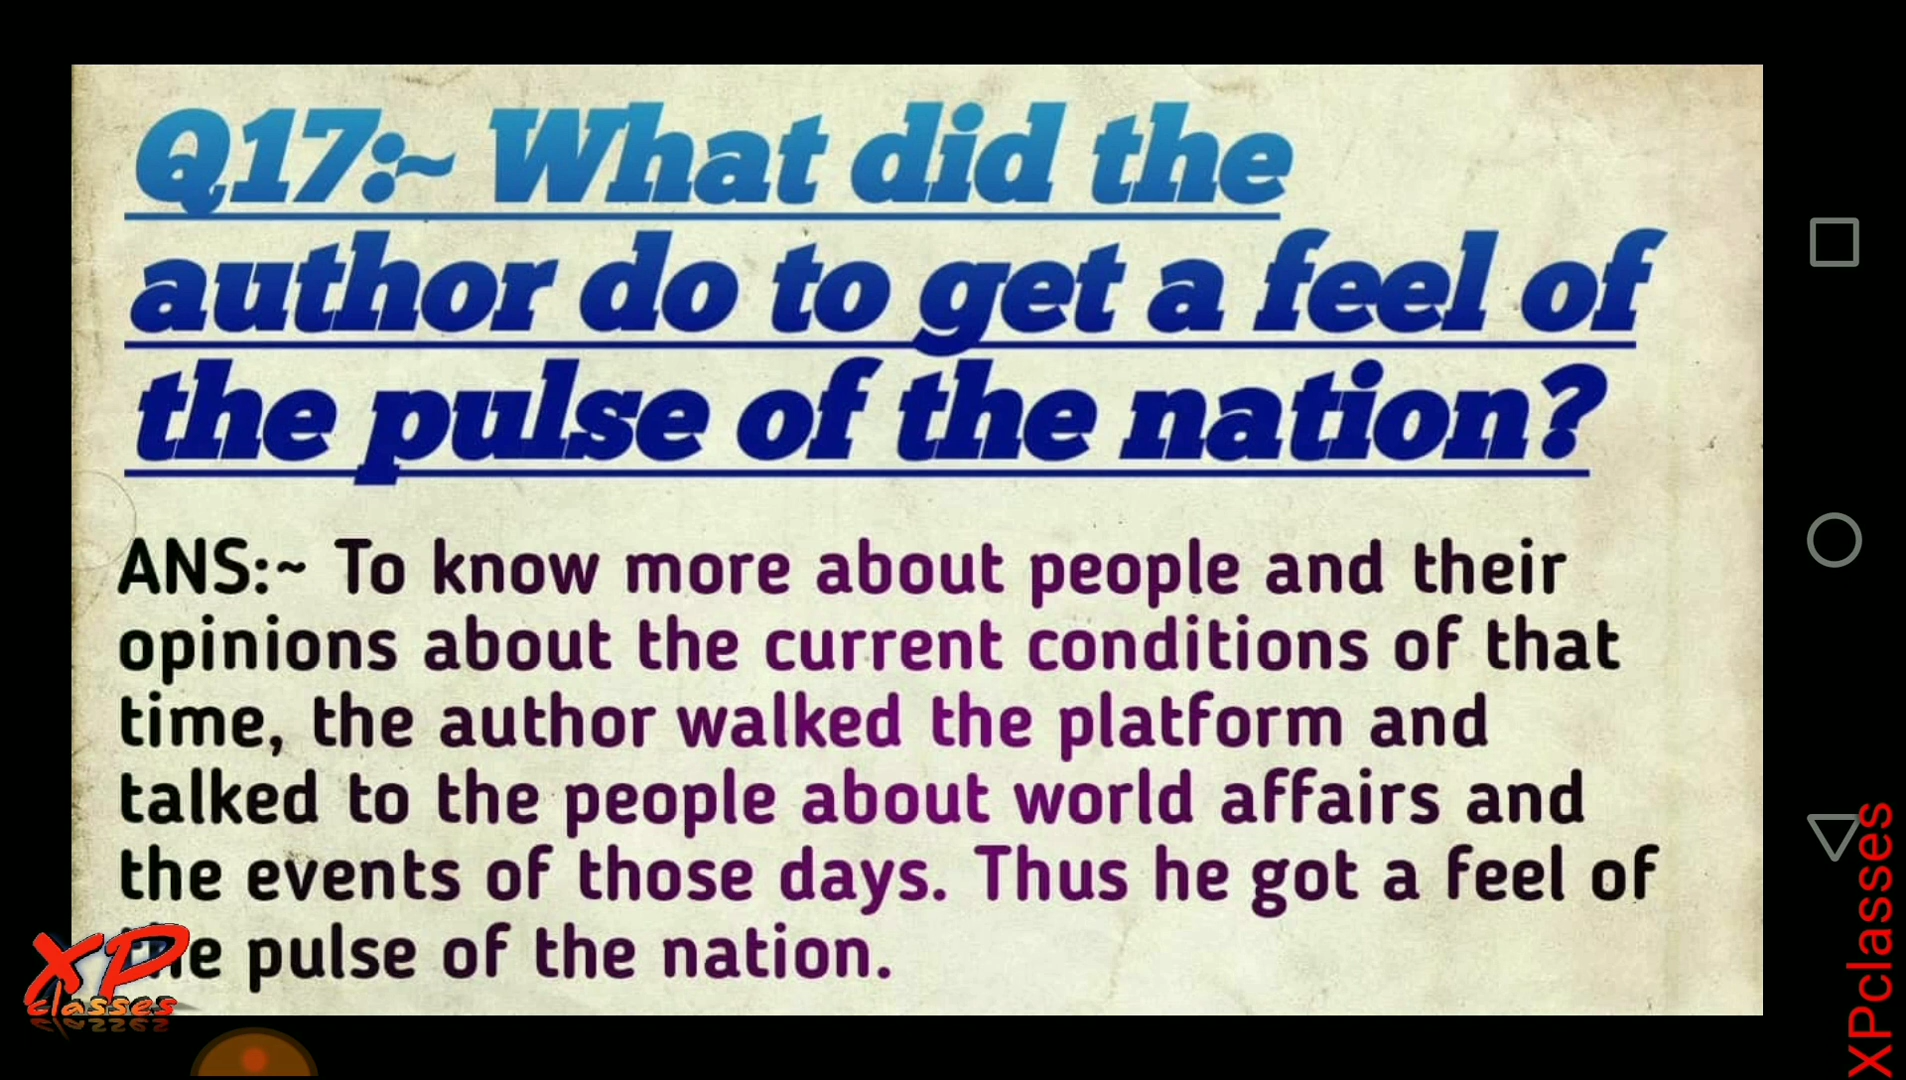 Q17:~ What did the
author do to get a feel of
the pulse of the nation?
ANS:~ To know more about people and their
opinions about the current conditions of that
time, the author walked the platform and
talked to the people about world affairs and
the events of those days. Thus he got a feel of
the pulse of the nation.
XP
classes
XPclasses